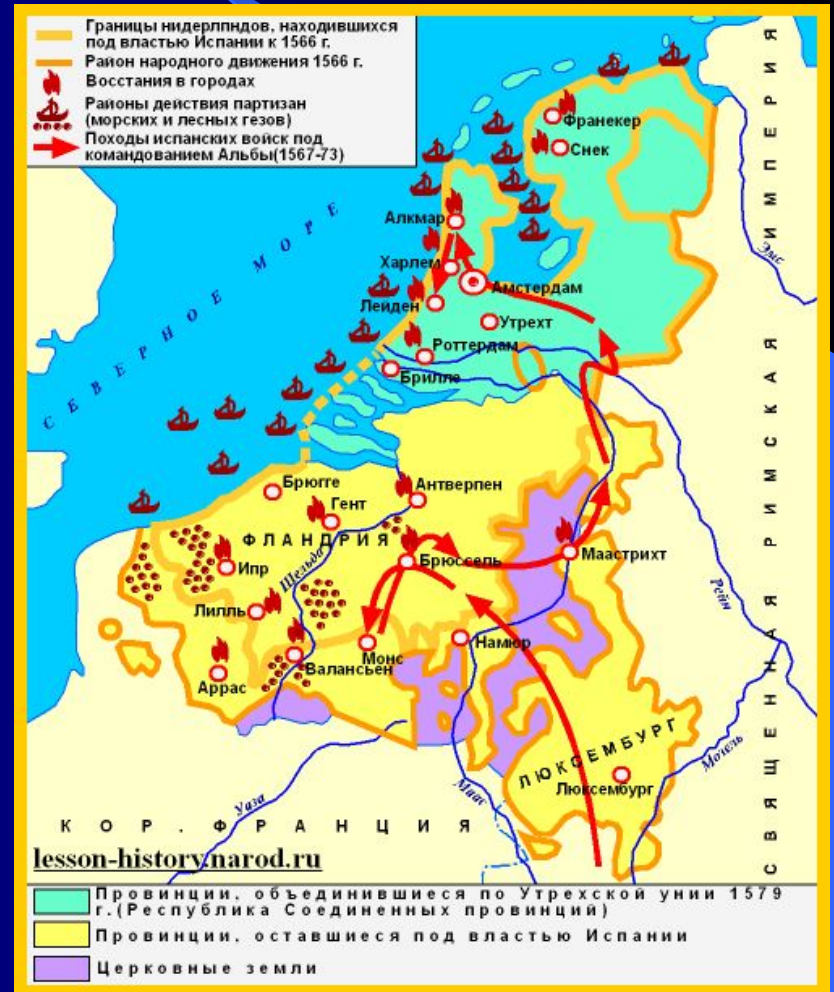 Границы нидерлпндов, находившихся
под властью Испании к 1566 г.
Район народного движения 1566 г.
Восстания в городах
Районы действия партизан
(морских и лесных гезов)
Походы испанских войск под
командованием Альбы(1567-73)
СЕВЕРНОЕ МОРЕ
СВЯЩЕННАЯ РИМСКАЯ ИМПЕРИЯ
Франекер
Снек
Алкмар
Харлем
Амстердам
Лейден
Утрехт
Роттердам
Брилле
Эмс
Брюгге
Антверпен
Гент
ФЛАНДРИЯ
Брюссель
Маастрихт
Ипр
Шельда
Рейн
Лилль
Монс
Намюр
Валансьен
Аррас
ЛЮКСЕМБУРГ
Люксембург
Мозель
Маас
Уаза
КОР. ФРАНЦИЯ
lesson-history.narod.ru
Провинции, объединившиеся по Утрехской унии 1579
г.(Республика Соединенных провинций)
Провинции, оставшиеся под властью Испании
Церковные земли